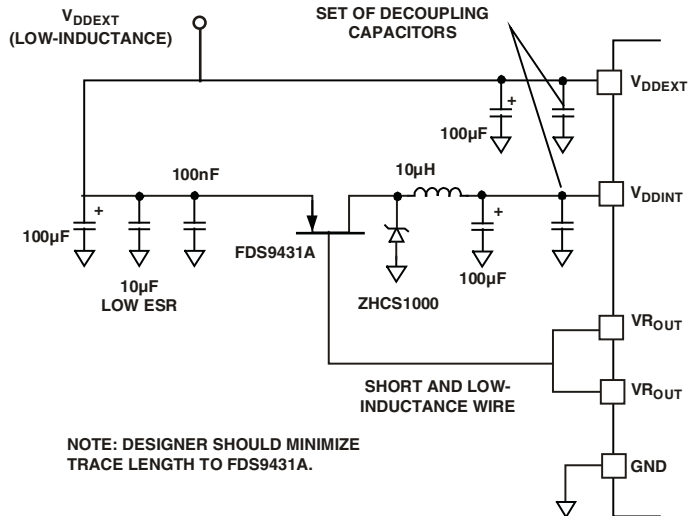 VDDEXT
(LOW-INDUCTANCE)
SET OF DECOUPLING
CAPACITORS
VDDEXT
+
100µF
100nF
10µH
VDDINT
+
100µF
+
100µF
FDS9431A
10µF
LOW ESR
ZHCS1000
VROUT
SHORT AND LOW-
INDUCTANCE WIRE
VROUT
NOTE: DESIGNER SHOULD MINIMIZE
TRACE LENGTH TO FDS9431A.
GND